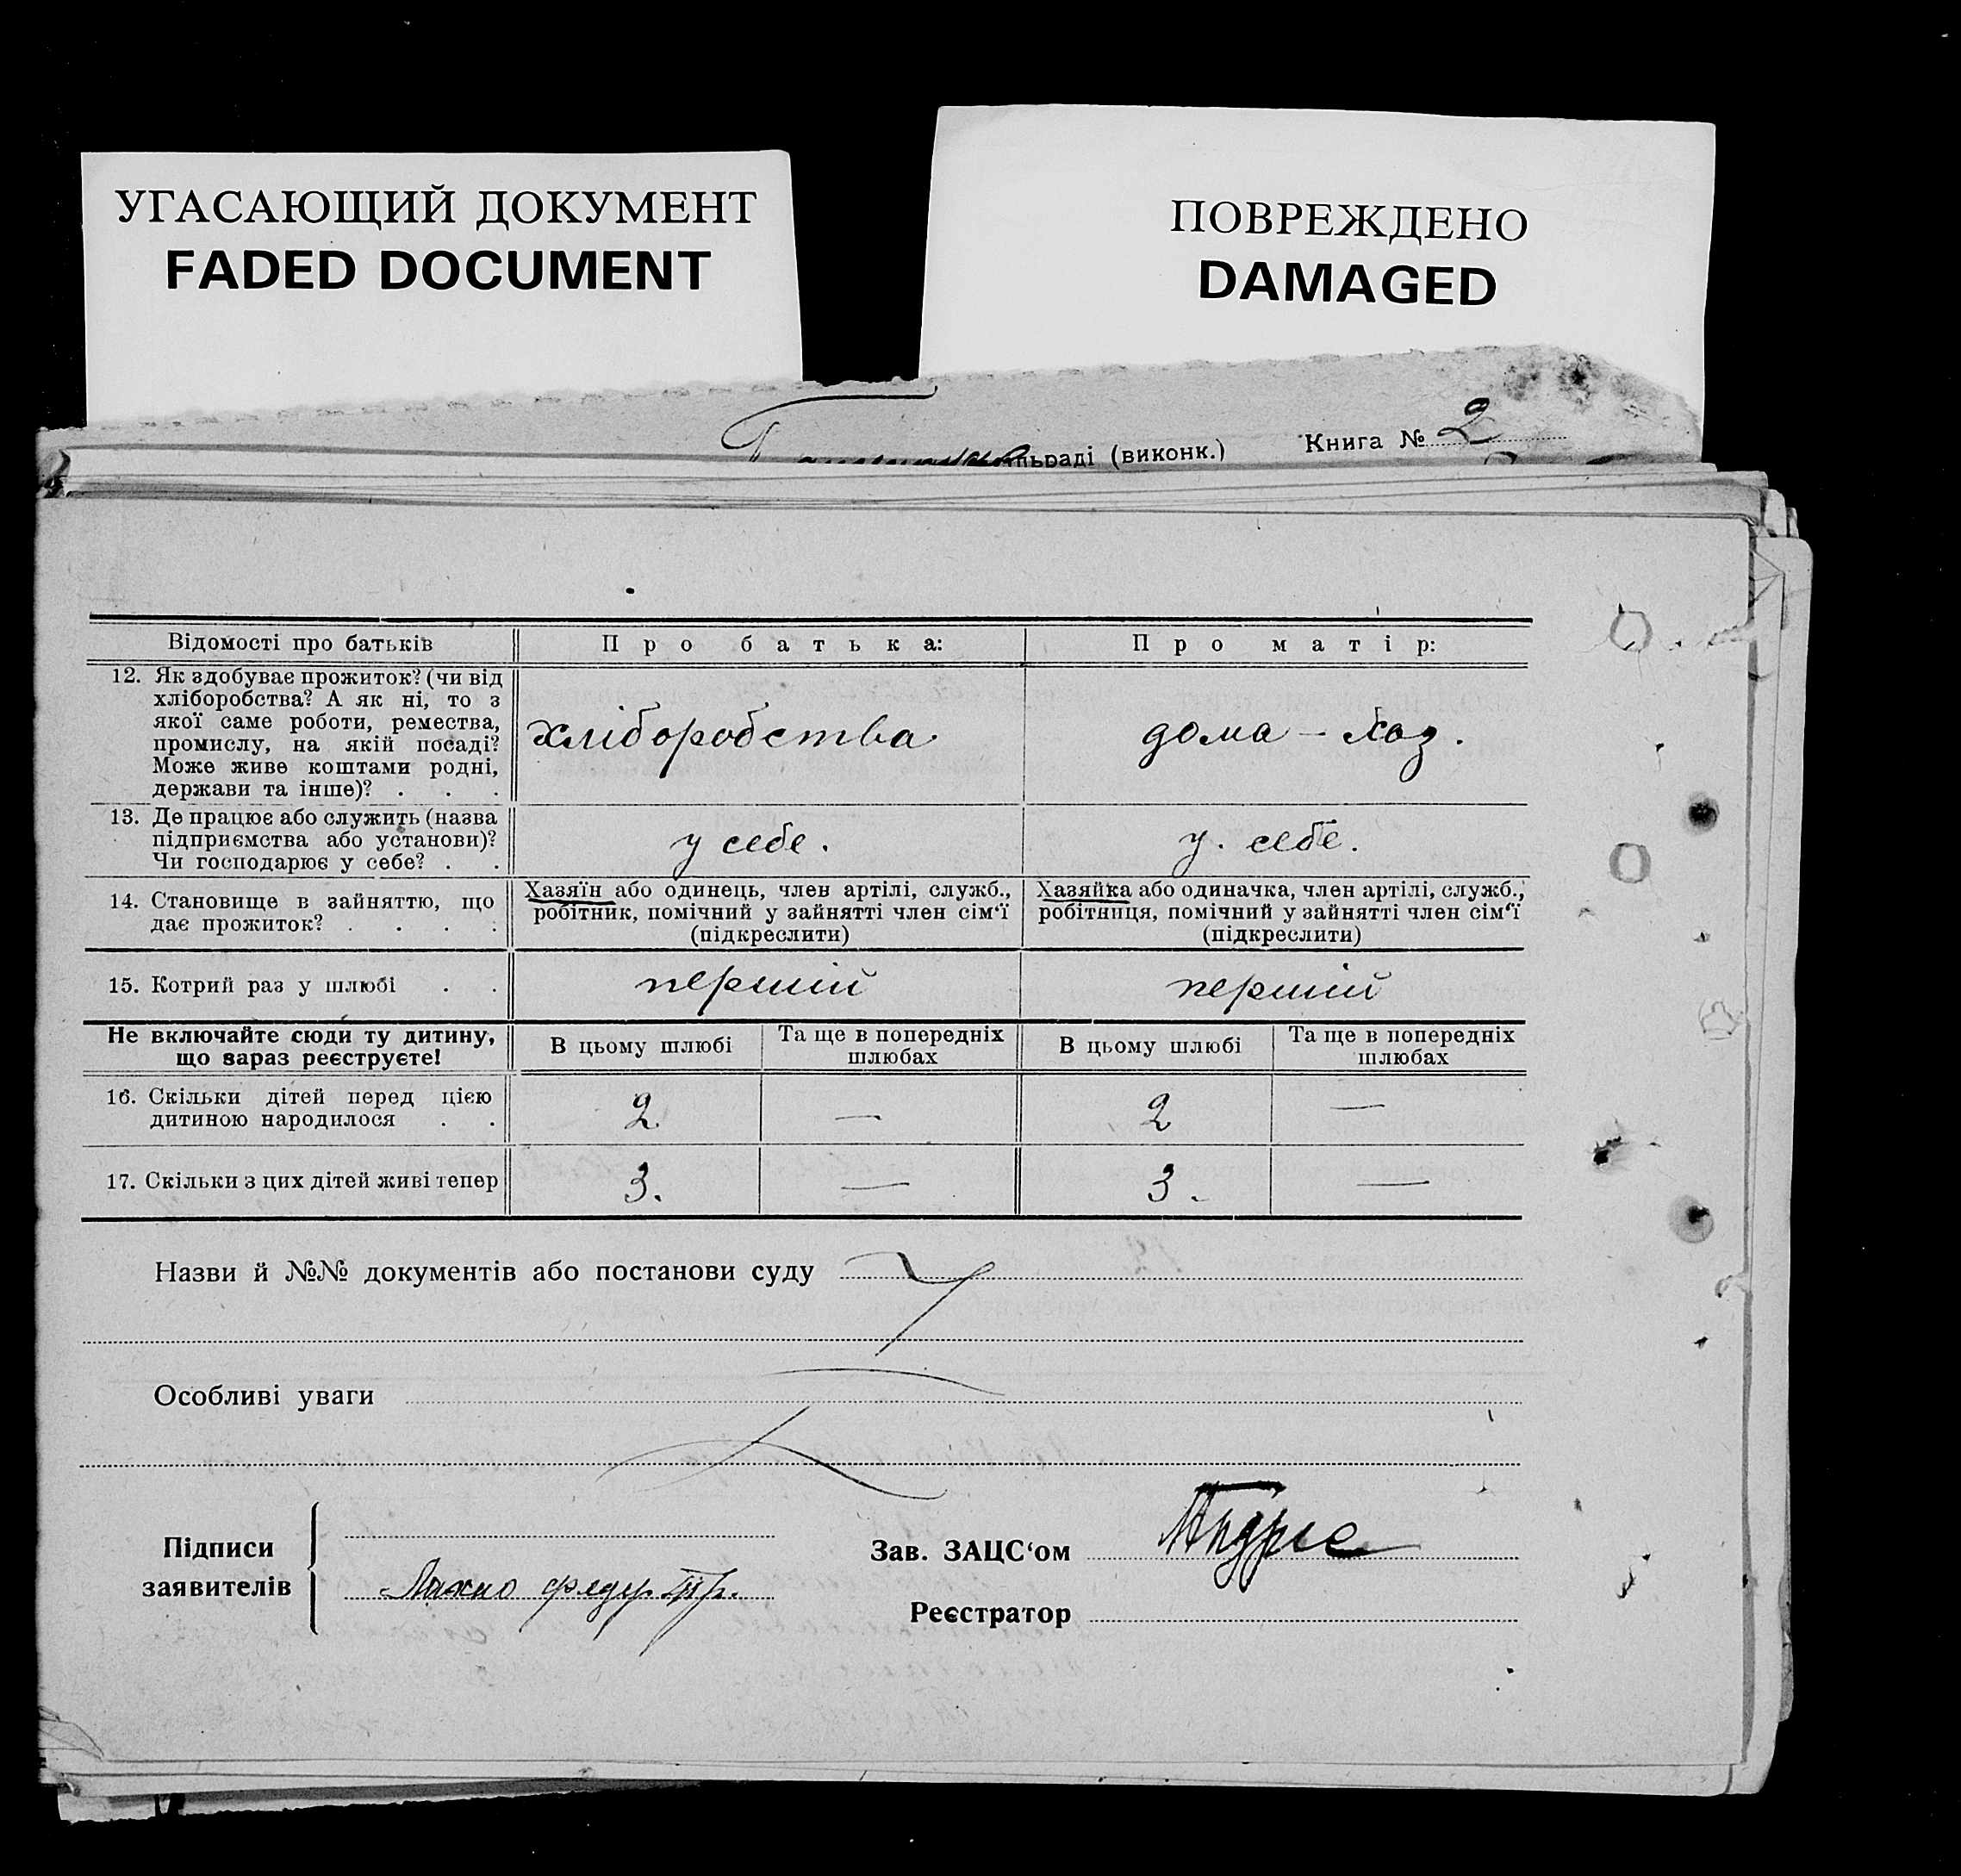 УГАСАЮЩИЙ ДОКУМЕНТ
FADED DOCUMENT
ПОВРЕЖДЕНО
DAMAGED
льраді (виконк.) Книга № 2
Відомості про батьків Про батька: Про матір:
12. Як здобуває прожиток? (чи від
хліборобства? А як ні, то з
якої саме роботи, ремества,
промислу, на якій посаді?
Може живе коштами родні,
держави та інше)? . . .
хліборобства
дома – хаз.
13. Де працює або служить (назва
підприємства або установи)?
Чи господарює у себе? . .
у себе.
у. себе.
14. Становище в зайняттю, що
дає прожиток? . . . .
Хазяїн або одинець, член артілі, служб.,
робітник, помічний у зайнятті член сім‘ї
(підкреслити)
Хазяйка або одиначка, член артілі, служб.,
робітниця, помічний у зайнятті член сім‘ї
(підкреслити)
15. Котрий раз у шлюбі . . перший перший
Не включайте сюди ту дитину,
що зараз реєструєте!
В цьому шлюбі
Та ще в попередніх
шлюбах
В цьому шлюбі
Та ще в попередніх
шлюбах
16. Скільки дітей перед цією
дитиною народилося . .
2 — 2 —
17. Скільки з цих дітей живі тепер 3. — 3. —
Назви й №№ документів або постанови суду
Особливі уваги
Підписи
заявителів
Зав. ЗАЦС‘ом
Реєстратор